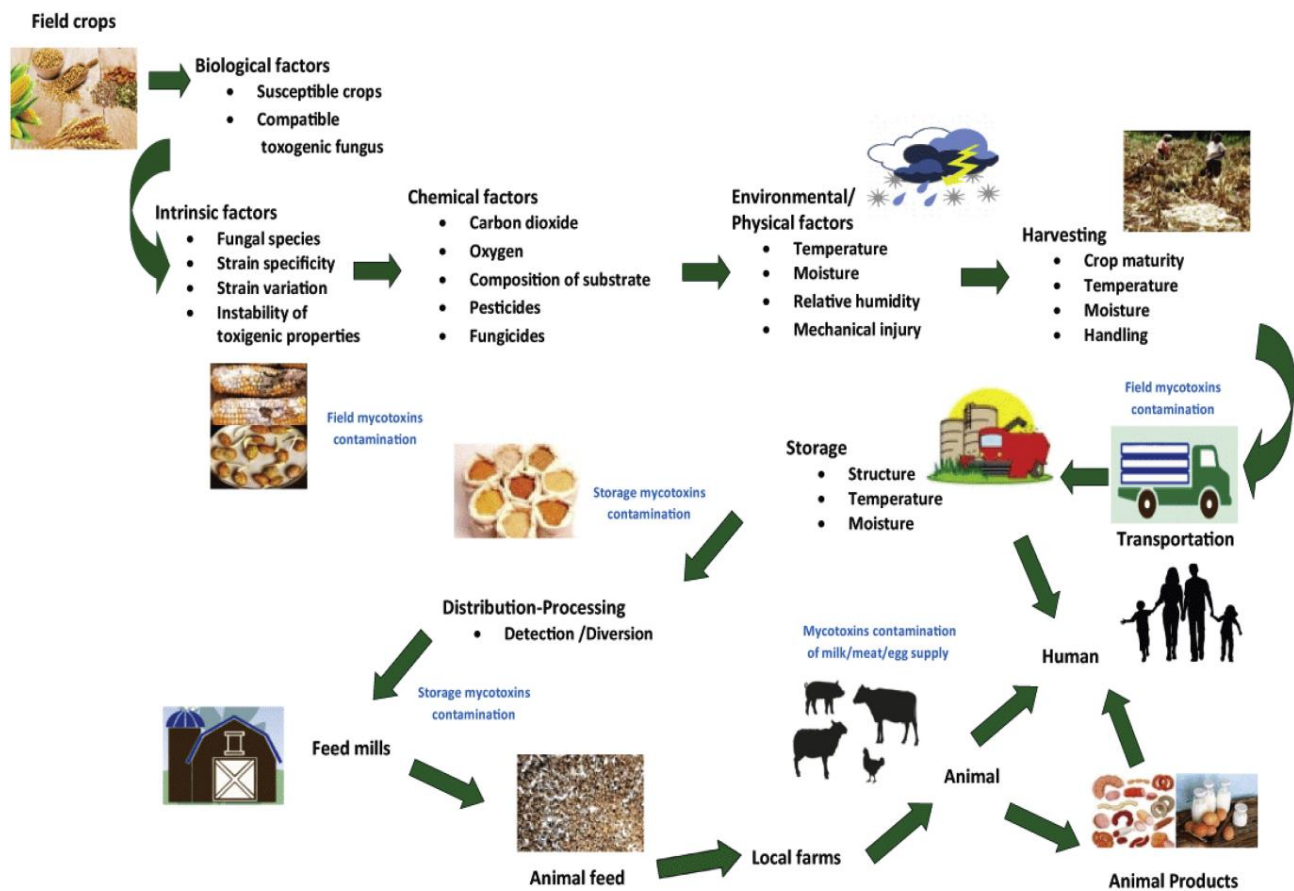 Field crops
Biological factors
• Susceptible crops
• Compatible
toxogenic fungus
Intrinsic factors
• Fungal species
• Strain specificity
• Strain variation
• Instability of
toxigenic properties
Chemical factors
• Carbon dioxide
• Oxygen
• Composition of substrate
• Pesticides
• Fungicides
Environmental/
Physical factors
• Temperature
• Moisture
• Relative humidity
• Mechanical injury
Harvesting
• Crop maturity
• Temperature
• Moisture
• Handling
Field mycotoxins
contamination
Field mycotoxins
contamination
Transportation
Storage
• Structure
• Temperature
• Moisture
Storage mycotoxins
contamination
Distribution-Processing
• Detection /Diversion
Storage mycotoxins
contamination
Feed mills
Animal feed
Local farms
Mycotoxins contamination
of milk/meat/egg supply
Animal
Human
Animal Products